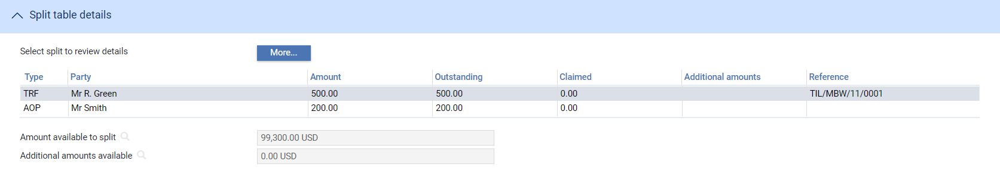 Split table details
Select split to review details More...
Type Party Amount Outstanding Claimed Additional amounts Reference
TRF Mr R. Green 500.00 500.00 0.00 TIL/MBW/11/0001
AOP Mr Smith 200.00 200.00 0.00
Amount available to split 99,300.00 USD
Additional amounts available 0.00 USD